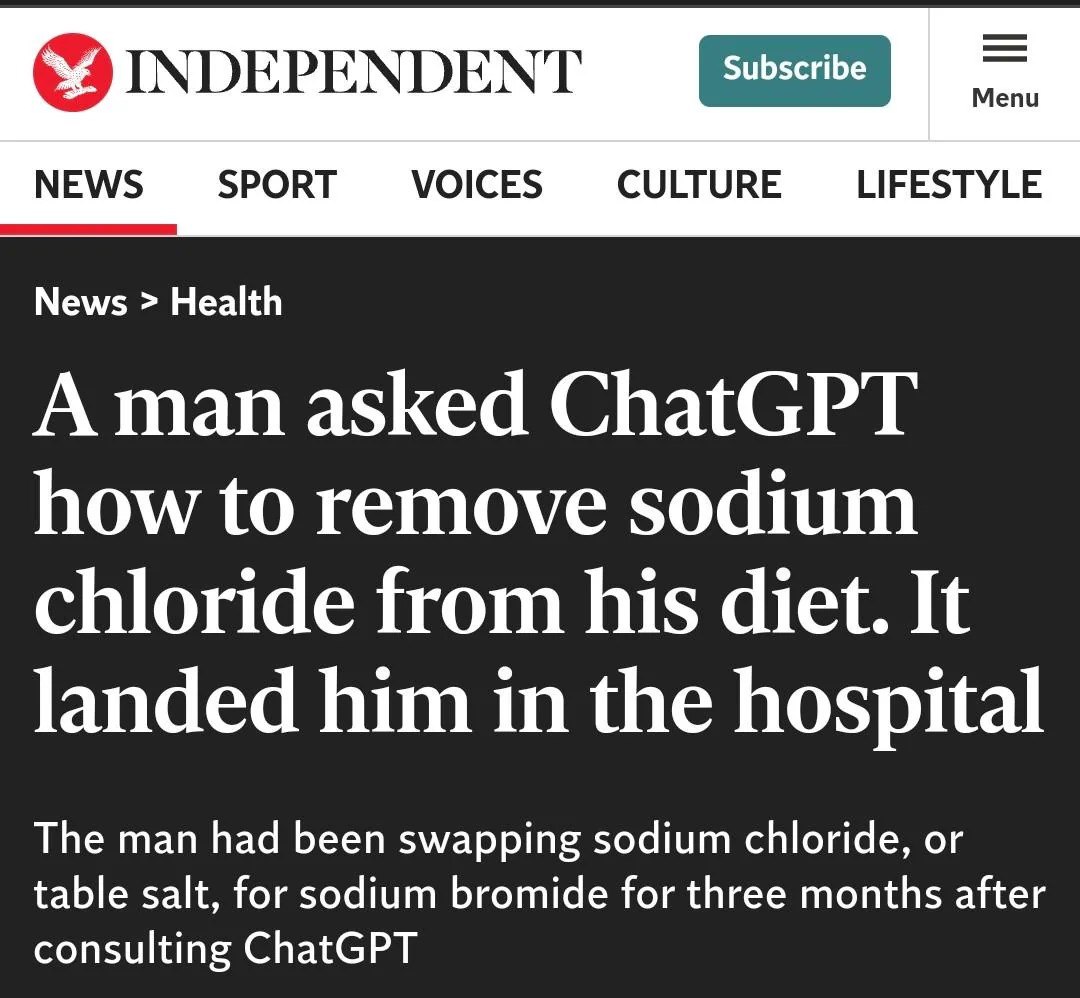 INDEPENDENT
Subscribe
Menu
NEWS SPORT VOICES CULTURE LIFESTYLE
News > Health
A man asked ChatGPT
how to remove sodium
chloride from his diet. It
landed him in the hospital
The man had been swapping sodium chloride, or
table salt, for sodium bromide for three months after
consulting ChatGPT